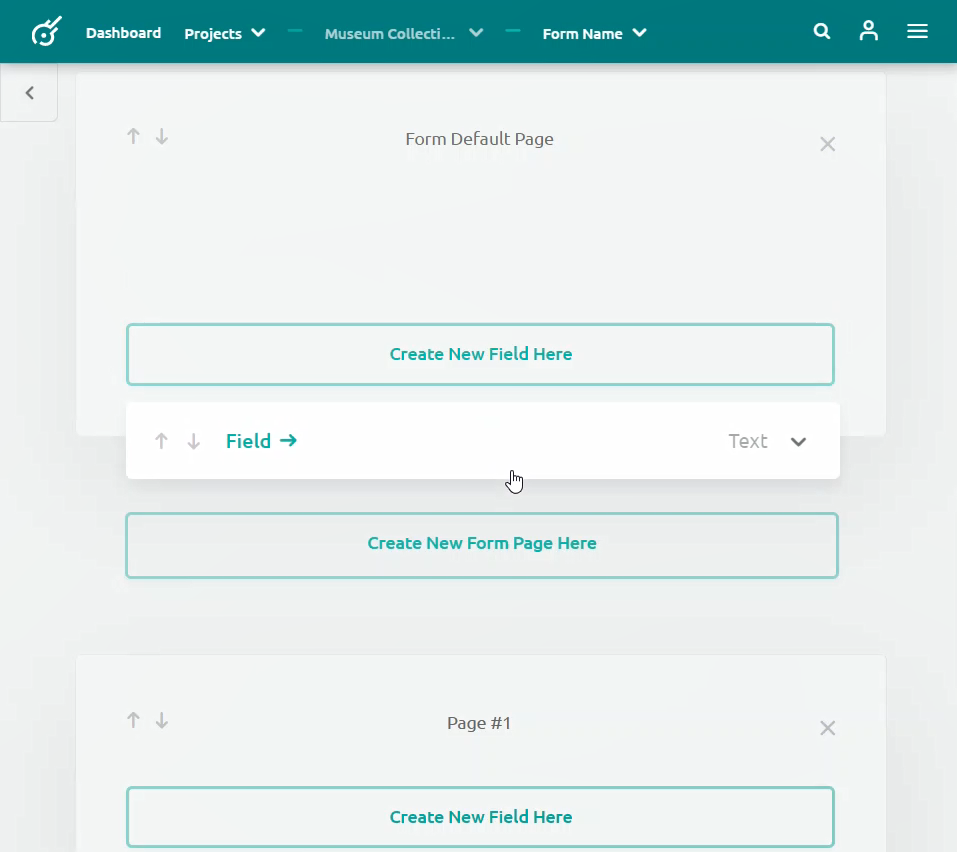 Dashboard Projects Museum Collecti... Form Name
Form Default Page
Create New Field Here
Field → Text
Create New Form Page Here
Page #1
Create New Field Here